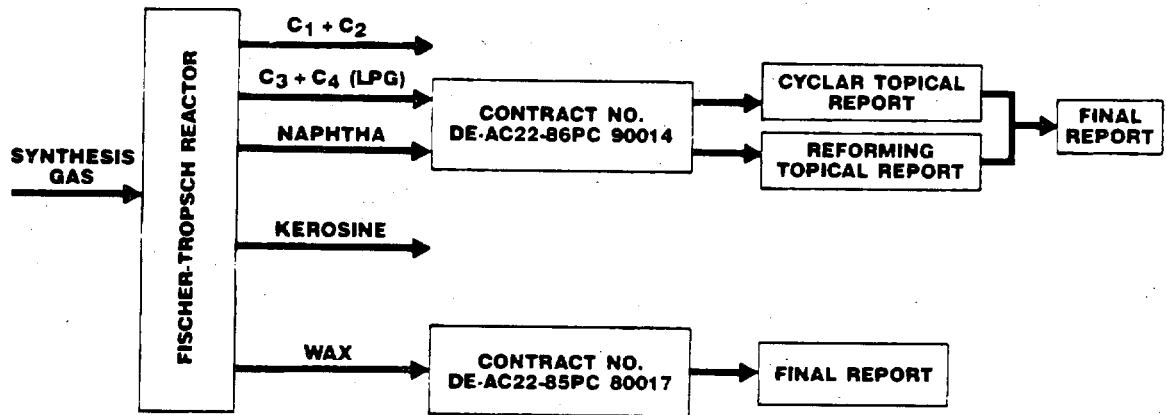 SYNTHESIS
GAS
FISCHER-TROPSCH REACTOR
C₁ + C₂
C₃ + C₄ (LPG)
NAPHTHA
KEROSINE
WAX
CONTRACT NO.
DE-AC22-86PC 90014
CYCLAR TOPICAL
REPORT
REFORMING
TOPICAL REPORT
FINAL
REPORT
CONTRACT NO.
DE-AC22-85PC 80017
FINAL REPORT